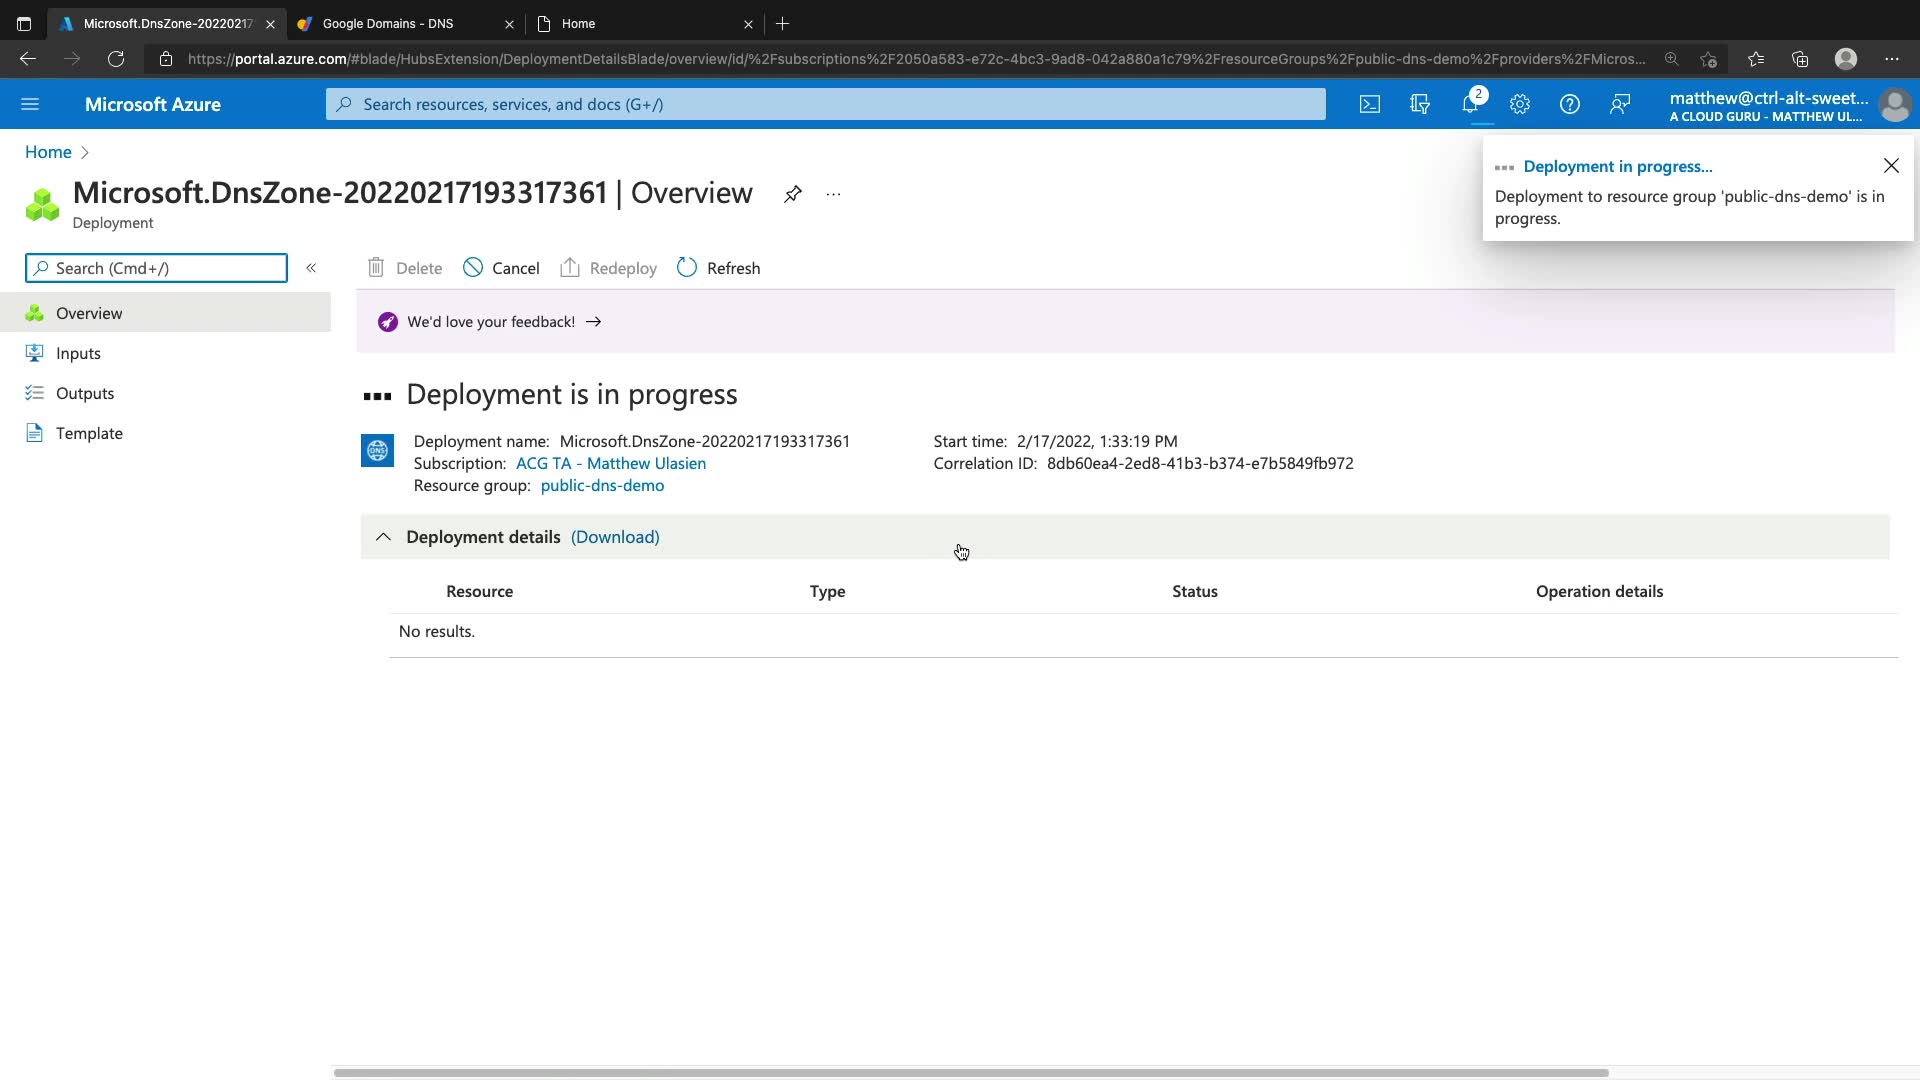 Microsoft.DnsZone-20220217
Google Domains - DNS
Home
https://portal.azure.com/#blade/HubsExtension/DeploymentDetailsBlade/overview/id/%2Fsubscriptions%2F2050a583-e72c-4bc3-9ad8-042a880a1c79%2FresourceGroups%2Fpublic-dns-demo%2Fproviders%2FMicros...
Microsoft Azure
Search resources, services, and docs (G+/)
2
matthew@ctrl-alt-sweet...
A CLOUD GURU - MATTHEW UL...
Home
Deployment in progress...
Deployment to resource group 'public-dns-demo' is in
progress.
Microsoft.DnsZone-20220217193317361 | Overview
Deployment
Search (Cmd+/)
Delete
Cancel
Redeploy
Refresh
Overview
Inputs
Outputs
Template
We'd love your feedback!
Deployment is in progress
DNS
Deployment name: Microsoft.DnsZone-20220217193317361
Subscription: ACG TA - Matthew Ulasien
Resource group: public-dns-demo
Start time: 2/17/2022, 1:33:19 PM
Correlation ID: 8db60ea4-2ed8-41b3-b374-e7b5849fb972
Deployment details (Download)
Resource Type Status Operation details
No results.